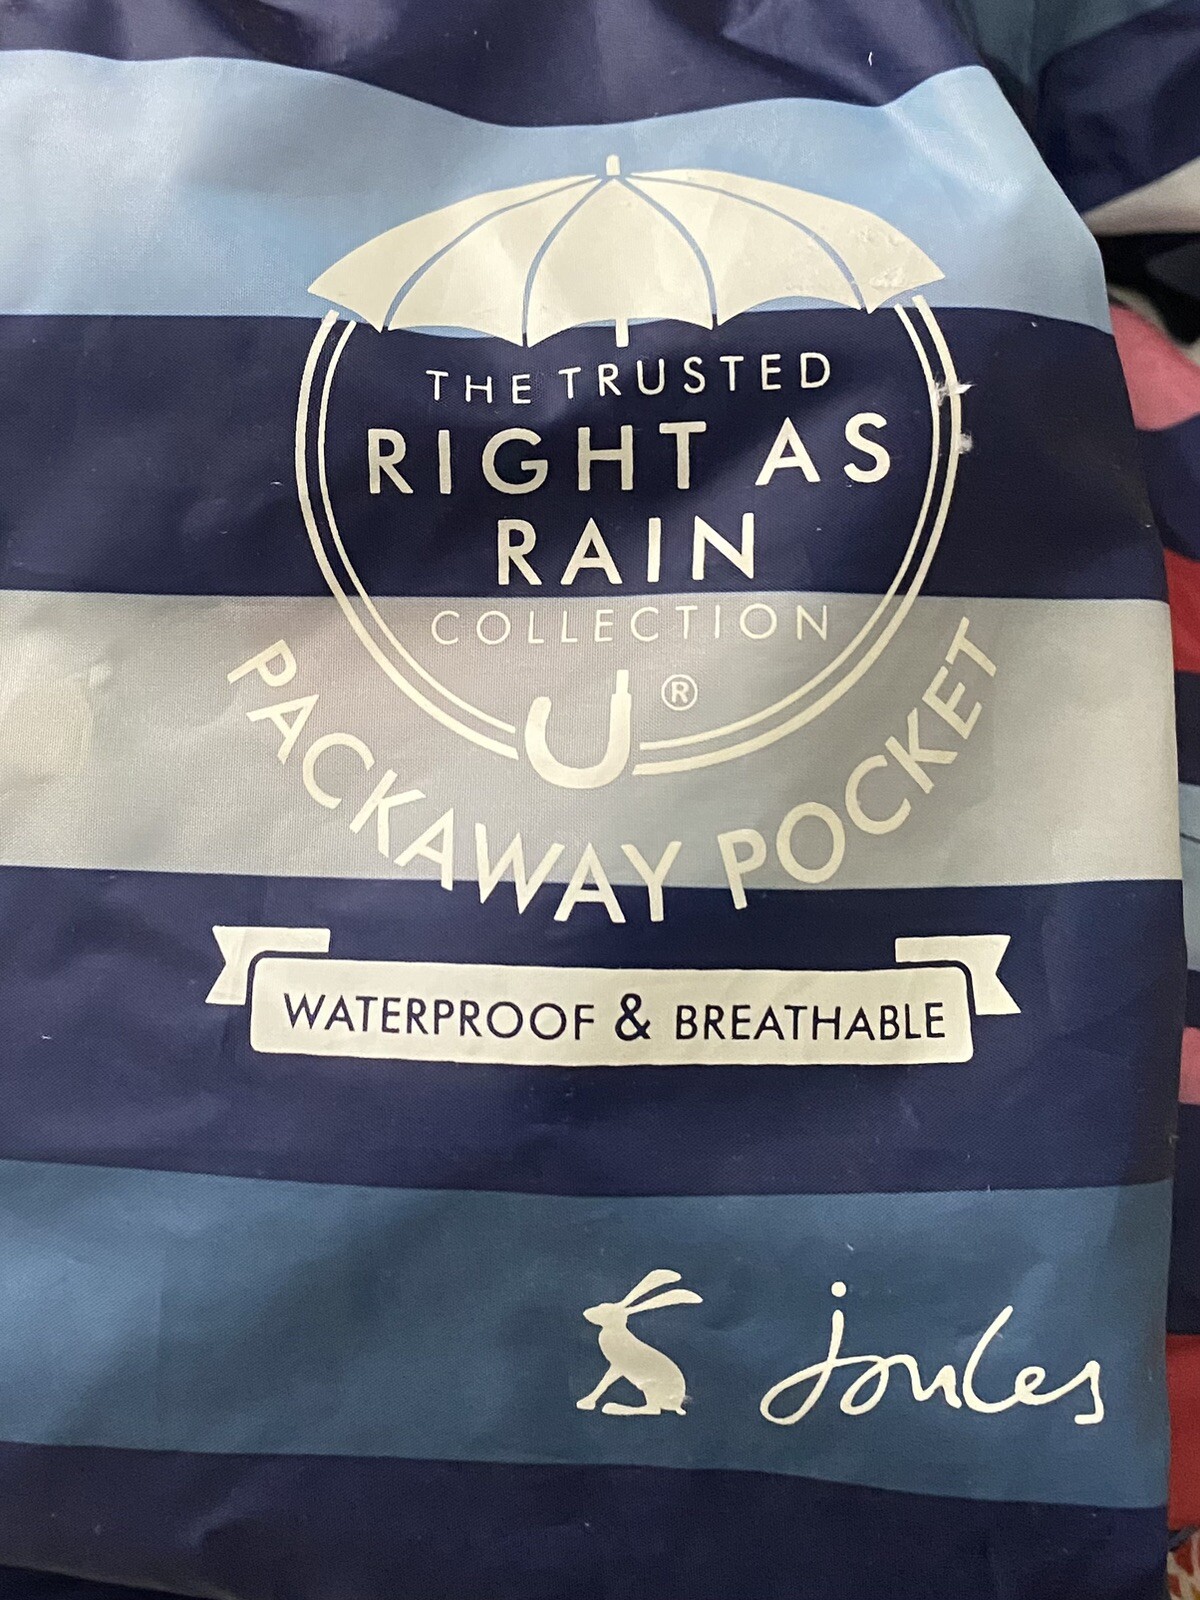 THE TRUSTED
RIGHT AS
RAIN
COLLECTION
®
PACKAWAY POCKET
WATERPROOF & BREATHABLE
joules